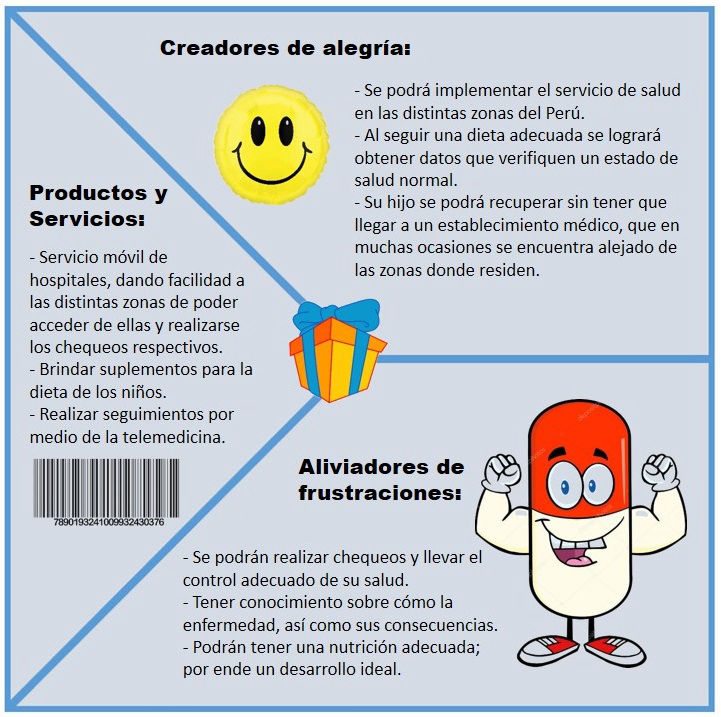 Creadores de alegría:
- Se podrá implementar el servicio de salud
en las distintas zonas del Perú.
- Al seguir una dieta adecuada se logrará
obtener datos que verifiquen un estado de
salud normal.
- Su hijo se podrá recuperar sin tener que
llegar a un establecimiento médico, que en
muchas ocasiones se encuentra alejado de
las zonas donde residen.
Productos y
Servicios:
- Servicio móvil de
hospitales, dando facilidad a
las distintas zonas de poder
acceder de ellas y realizarse
los chequeos respectivos.
- Brindar suplementos para la
dieta de los niños.
- Realizar seguimientos por
medio de la telemedicina.
7890193241009932430376
Aliviadores de
frustraciones:
- Se podrán realizar chequeos y llevar el
control adecuado de su salud.
- Tener conocimiento sobre cómo la
enfermedad, así como sus consecuencias.
- Podrán tener una nutrición adecuada;
por ende un desarrollo ideal.